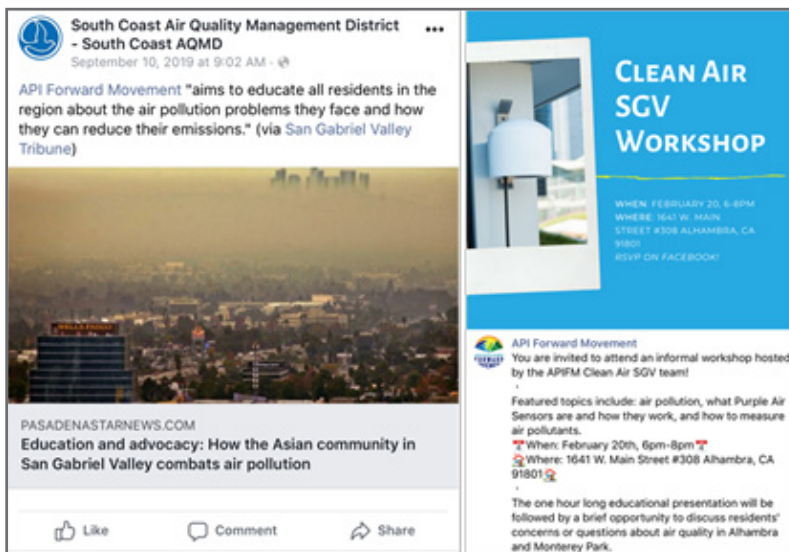 South Coast Air Quality Management District
- South Coast AQMD
September 10, 2019 at 9:02 AM ·
API Forward Movement "aims to educate all residents in the
region about the air pollution problems they face and how
they can reduce their emissions." (via San Gabriel Valley
Tribune)
WELLS FARGO
PASADENASTARNEWS.COM
Education and advocacy: How the Asian community in
San Gabriel Valley combats air pollution
Like
Comment
Share
CLEAN AIR
SGV
WORKSHOP
WHEN: FEBRUARY 20, 6-8PM
WHERE: 1641 W. MAIN
STREET #308 ALHAMBRA, CA
91801
RSVP ON FACEBOOK!
API Forward Movement
You are invited to attend an informal workshop hosted
by the APIFM Clean Air SGV team!
.
Featured topics include: air pollution, what Purple Air
Sensors are and how they work, and how to measure
air pollutants.
When: February 20th, 6pm-8pm
Where: 1641 W. Main Street #308 Alhambra, CA
91801
.
The one hour long educational presentation will be
followed by a brief opportunity to discuss residents'
concerns or questions about air quality in Alhambra
and Monterey Park.